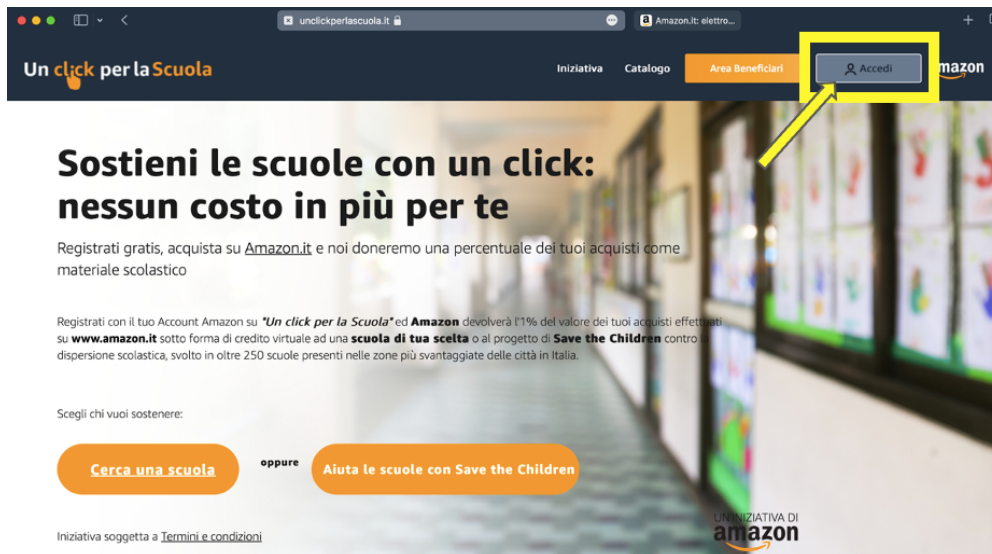 unclickperlascuola.it
Amazon.it: elettro...
Un click per la Scuola
Iniziativa
Catalogo
Area Beneficiari
Accedi
mazon
Sostieni le scuole con un click:
nessun costo in più per te
Registrati gratis, acquista su Amazon.it e noi doneremo una percentuale dei tuoi acquisti come
materiale scolastico
Registrati con il tuo Account Amazon su "Un click per la Scuola" ed Amazon devolverà l'1% del valore dei tuoi acquisti effettuati
su www.amazon.it sotto forma di credito virtuale ad una scuola di tua scelta o al progetto di Save the Children contro la
dispersione scolastica, svolto in oltre 250 scuole presenti nelle zone più svantaggiate delle città in Italia.
Scegli chi vuoi sostenere:
Cerca una scuola
oppure
Aiuta le scuole con Save the Children
Iniziativa soggetta a Termini e condizioni
UN'INIZIATIVA DI
amazon